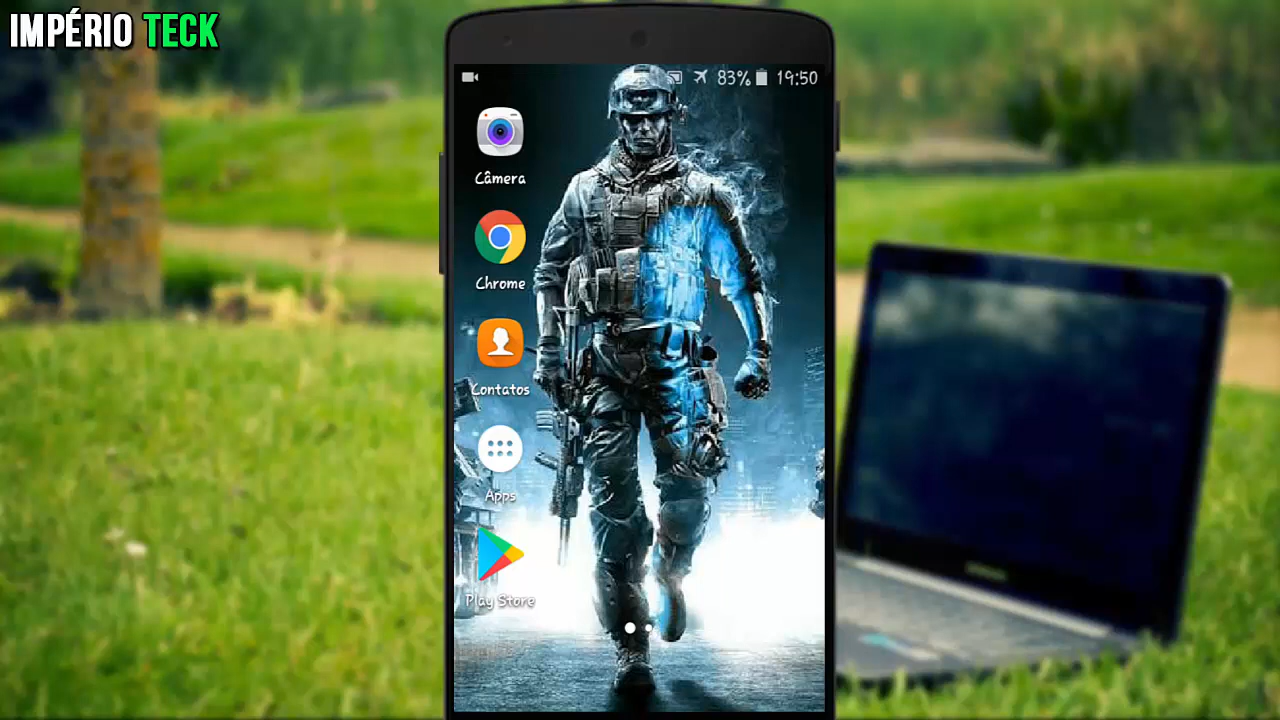 IMPÉRIO TECK
83% 19:50
Câmera
Chrome
Contatos
Apps
Play Store